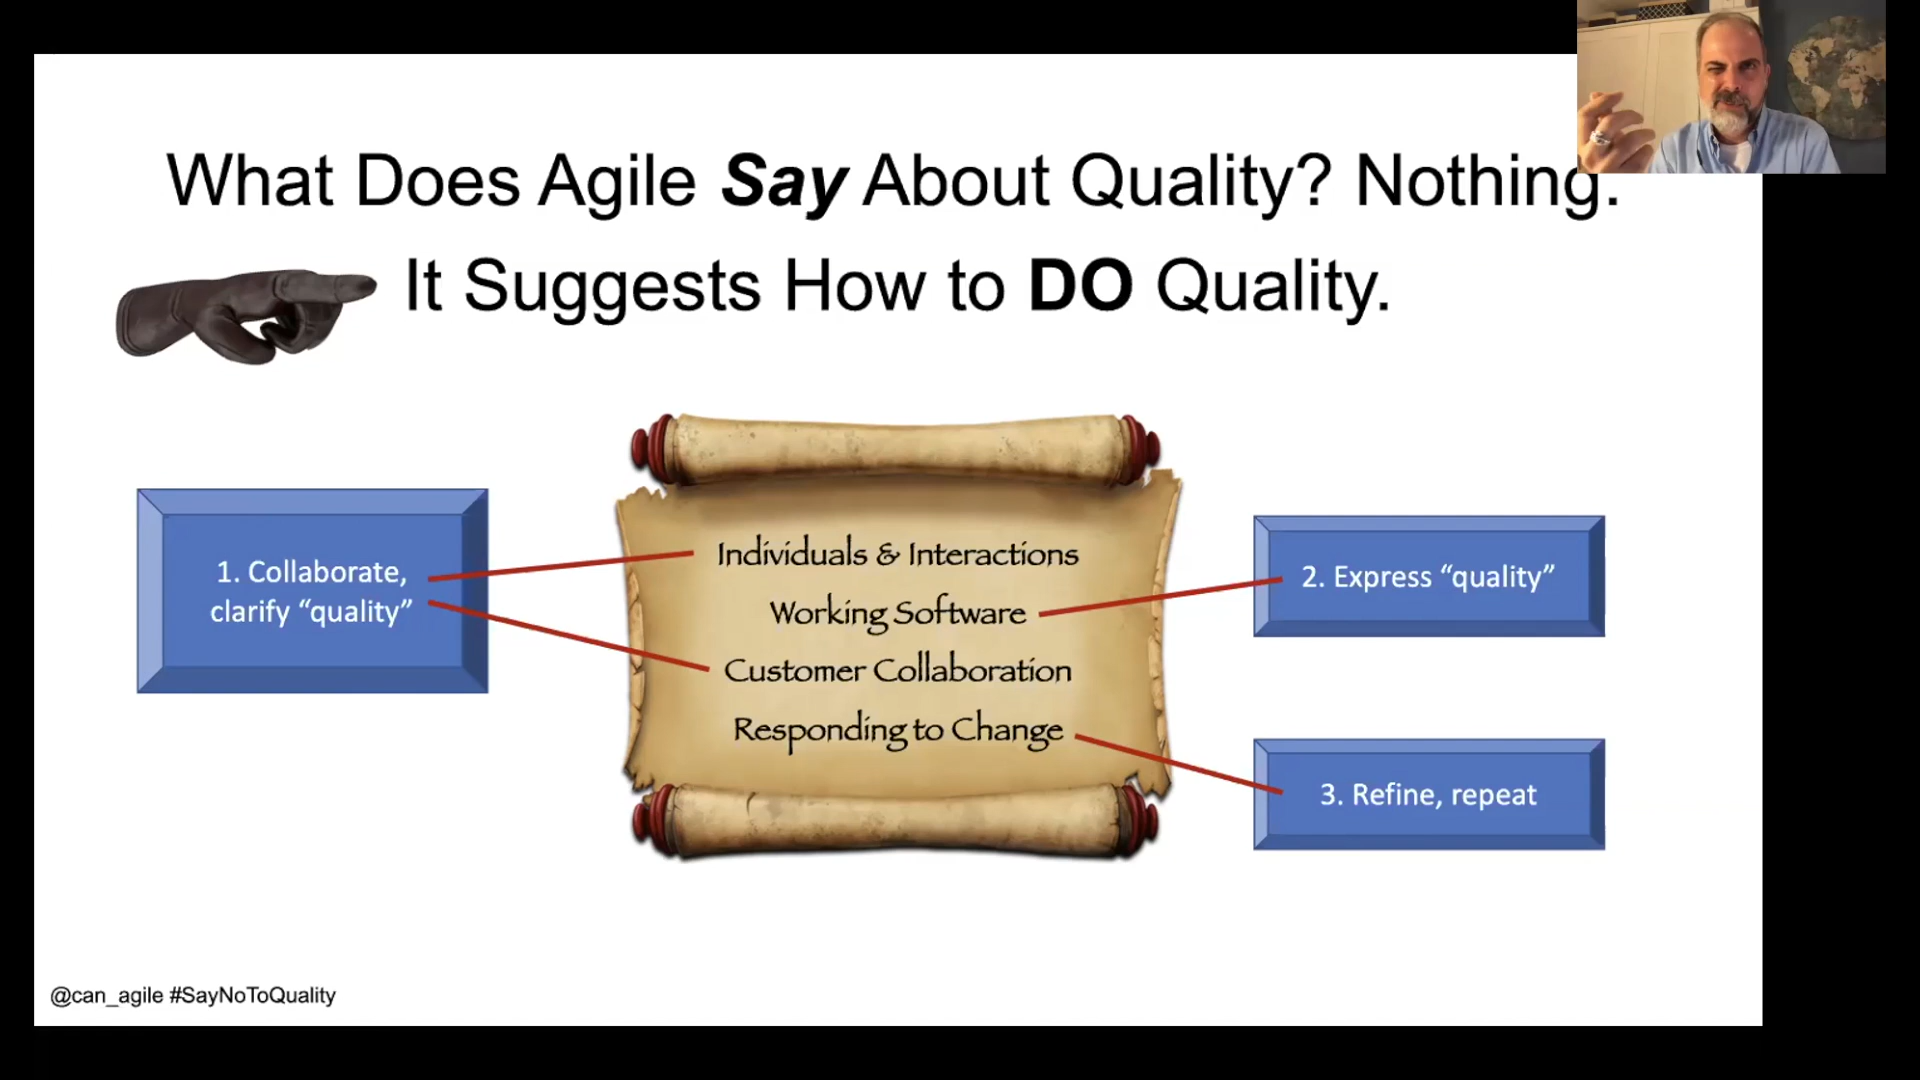 What Does Agile Say About Quality? Nothing.
It Suggests How to DO Quality.
1. Collaborate,
clarify “quality”
Individuals & Interactions
Working Software
Customer Collaboration
Responding to Change
2. Express “quality”
3. Refine, repeat
@can_agile #SayNoToQuality